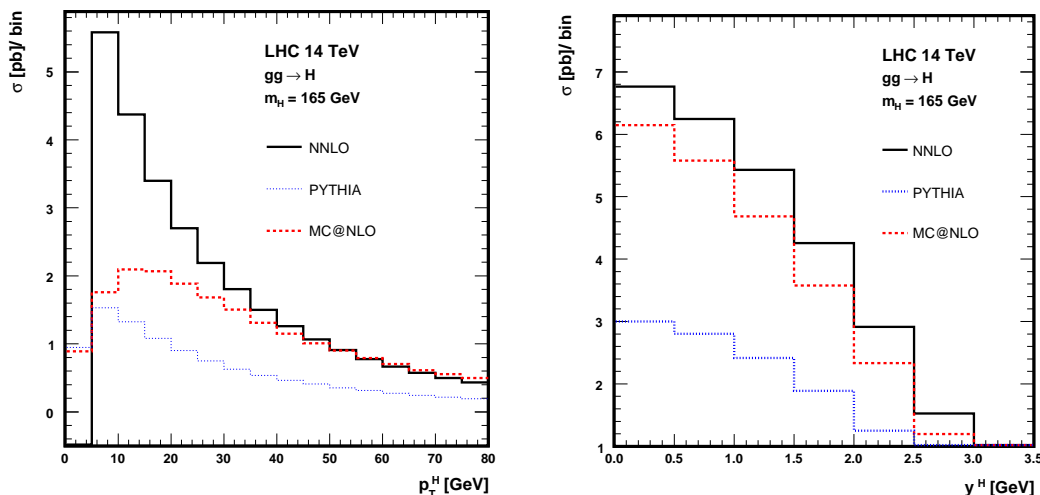 σ [pb]/ bin
5
4
3
2
1
0
LHC 14 TeV
gg → H
m_H = 165 GeV
NNLO
PYTHIA
MC@NLO
0 10 20 30 40 50 60 70 80
p_T^H [GeV]
σ [pb]/ bin
7
6
5
4
3
2
1
LHC 14 TeV
gg → H
m_H = 165 GeV
NNLO
PYTHIA
MC@NLO
0.0 0.5 1.0 1.5 2.0 2.5 3.0 3.5
y^H [GeV]